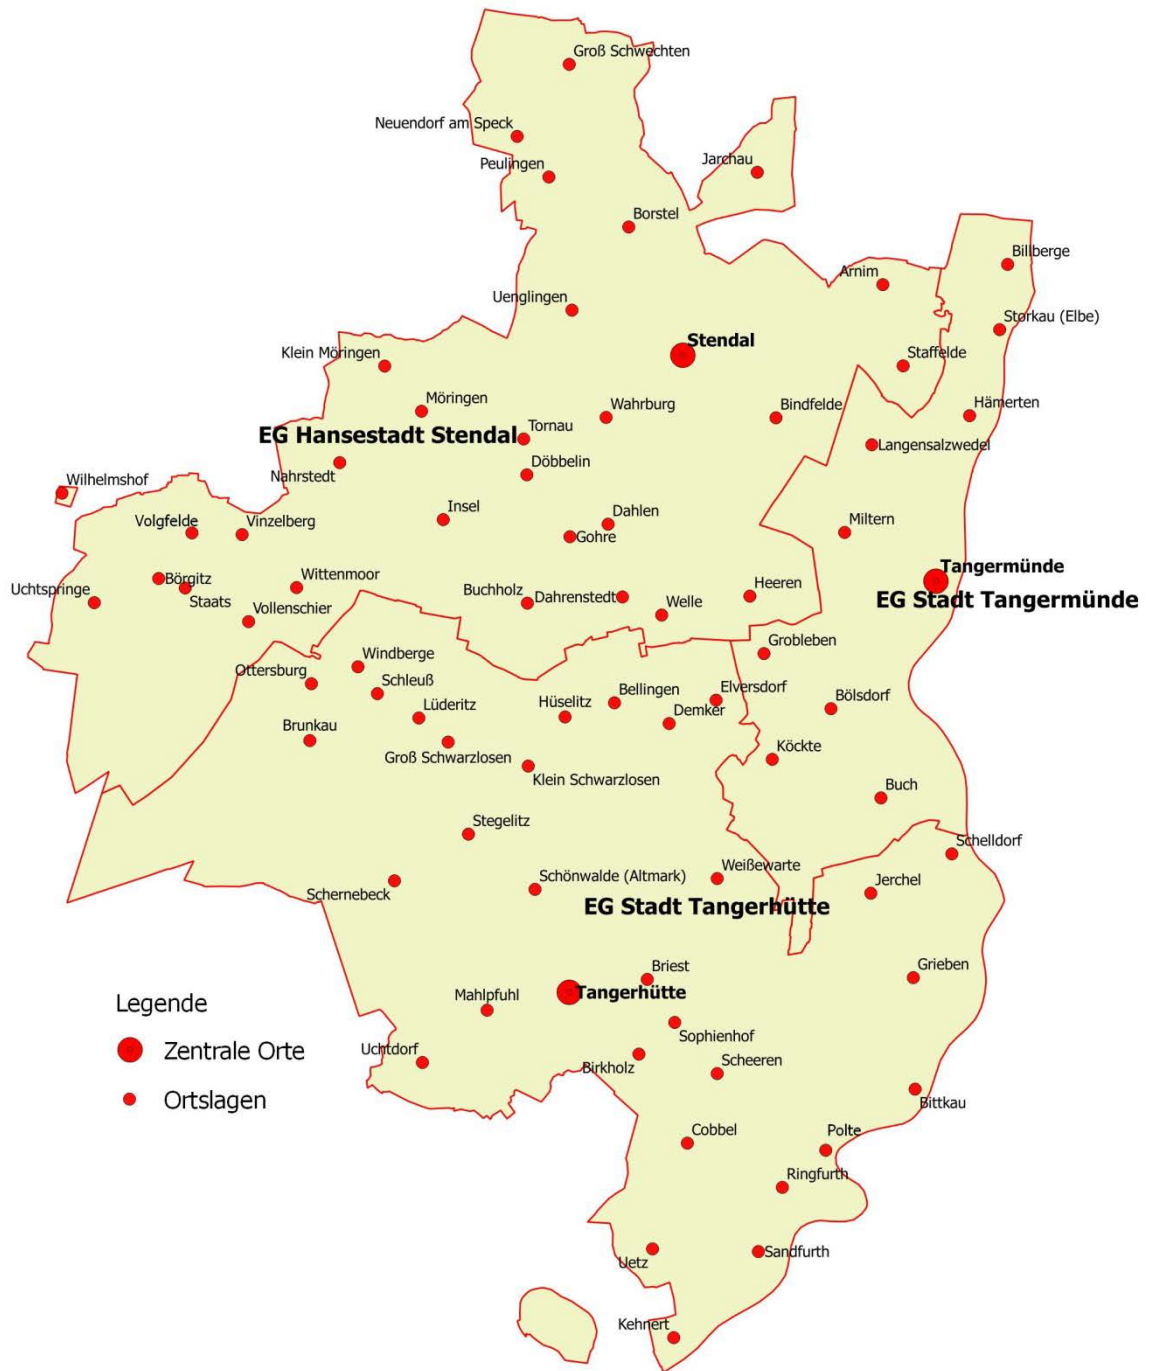 Groß Schwechten
Neuendorf am Speck
Peulingen
Jarchau
Borstel
Billberge
Arnim
Uenglingen
Storkau (Elbe)
Stendal
Klein Möringen
Staffelde
Möringen
Wahrburg
Bindfelde
Hämerten
Tornau
EG Hansestadt Stendal
Langensalzwedel
Döbbelin
Nahrstedt
Wilhelmshof
Insel
Dahlen
Volgfelde
Vinzelberg
Miltern
Gohre
Tangermünde
Börgitz
Wittenmoor
Heeren
Uchtspringe
Staats
Buchholz
Dahrenstedt
Welle
EG Stadt Tangermünde
Vollenschier
Grobleben
Windberge
Ottersburg
Schleuß
Bellingen
Elversdorf
Lüderitz
Hüselitz
Demker
Bölsdorf
Brunkau
Groß Schwarzlosen
Köckte
Klein Schwarzlosen
Buch
Stegelitz
Schelldorf
Weißewarte
Schönwalde (Altmark)
Jerchel
Schernebeck
EG Stadt Tangerhütte
Briest
Grieben
Tangerhütte
Mahlpfuhl
Legende
Sophienhof
Zentrale Orte
Uchtdorf
Birkholz
Scheeren
Ortslagen
Bittkau
Cobbel
Polte
Ringfurth
Uetz
Sandfurth
Kehnert